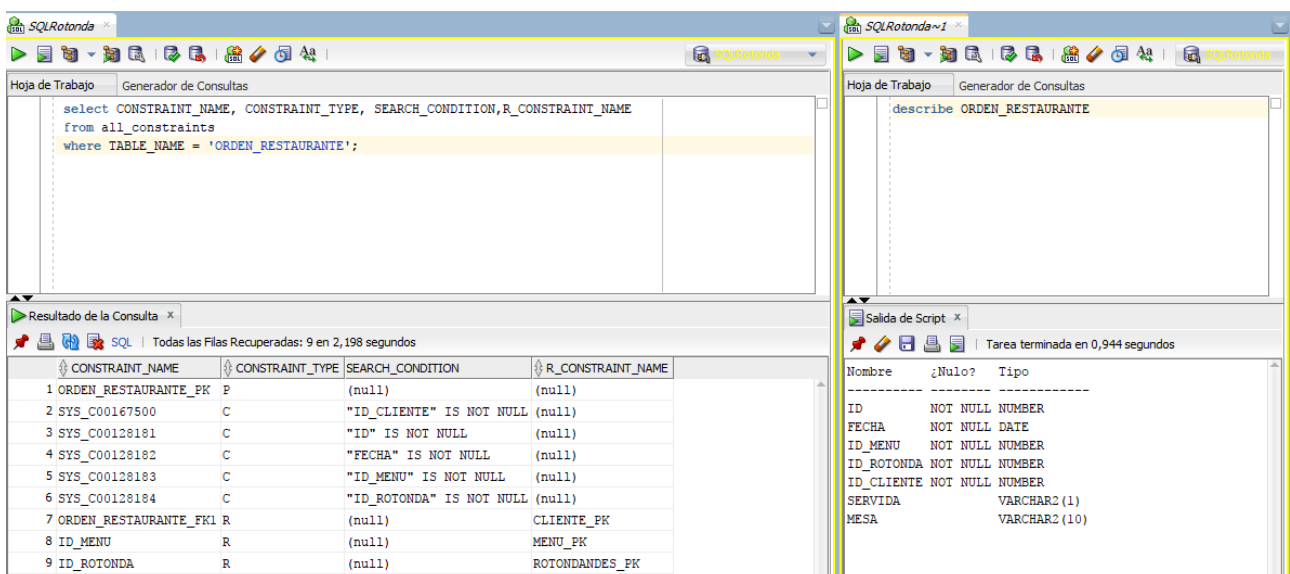 SQLRotonda
SQLRotonda
Hoja de Trabajo Generador de Consultas
select CONSTRAINT_NAME, CONSTRAINT_TYPE, SEARCH_CONDITION,R_CONSTRAINT_NAME
from all_constraints
where TABLE_NAME = 'ORDEN_RESTAURANTE';
Resultado de la Consulta
SQL | Todas las Filas Recuperadas: 9 en 2,198 segundos
CONSTRAINT_NAME CONSTRAINT_TYPE SEARCH_CONDITION R_CONSTRAINT_NAME
1 ORDEN_RESTAURANTE_PK P (null) (null)
2 SYS_C00167500 C "ID_CLIENTE" IS NOT NULL (null)
3 SYS_C00128181 C "ID" IS NOT NULL (null)
4 SYS_C00128182 C "FECHA" IS NOT NULL (null)
5 SYS_C00128183 C "ID_MENU" IS NOT NULL (null)
6 SYS_C00128184 C "ID_ROTONDA" IS NOT NULL (null)
7 ORDEN_RESTAURANTE_FK1 R (null) CLIENTE_PK
8 ID_MENU R (null) MENU_PK
9 ID_ROTONDA R (null) ROTONDANDES_PK
SQLRotonda~1
SQLRotonda
Hoja de Trabajo Generador de Consultas
describe ORDEN_RESTAURANTE
Salida de Script
Tarea terminada en 0,944 segundos
Nombre ¿Nulo? Tipo
---------- -------- ------------
ID NOT NULL NUMBER
FECHA NOT NULL DATE
ID_MENU NOT NULL NUMBER
ID_ROTONDA NOT NULL NUMBER
ID_CLIENTE NOT NULL NUMBER
SERVIDA VARCHAR2(1)
MESA VARCHAR2(10)